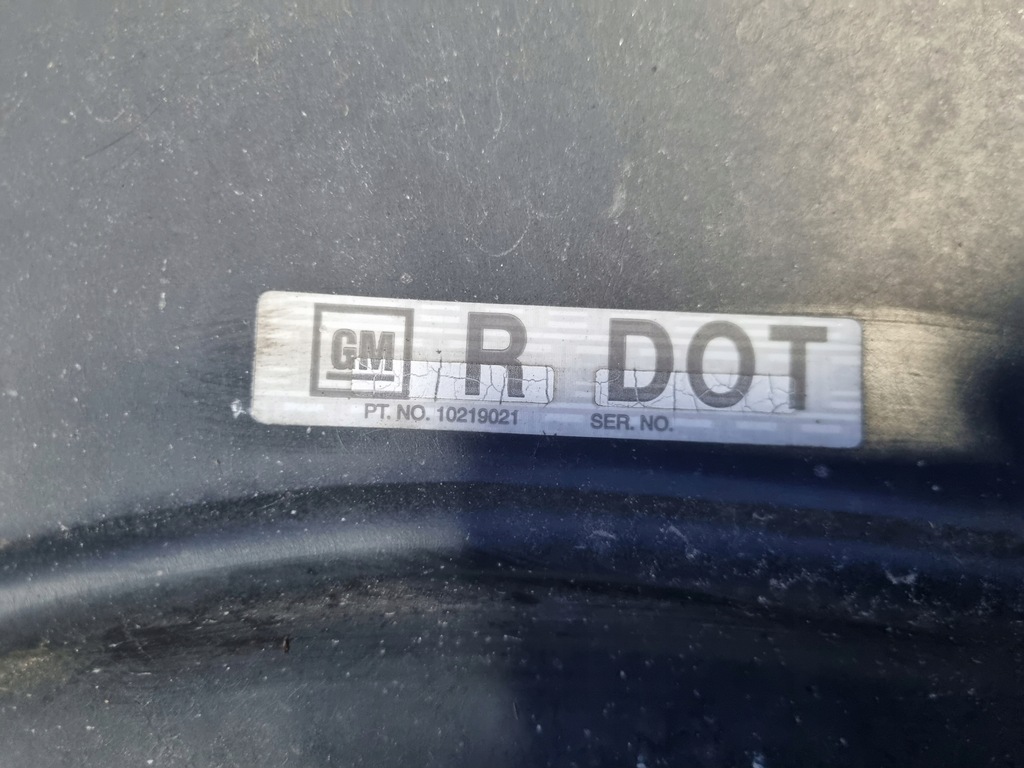 GM R DOT
PT. NO. 10219021 SER. NO.